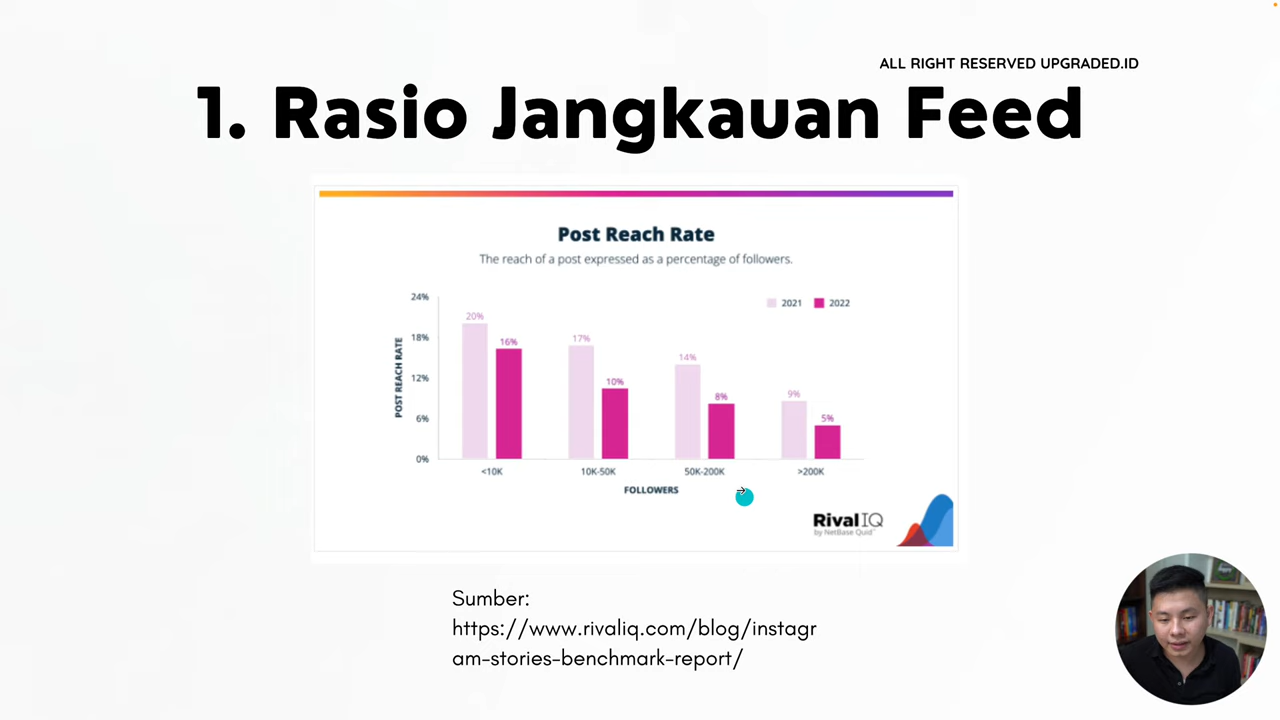 ALL RIGHT RESERVED UPGRADED.ID
1. Rasio Jangkauan Feed
Post Reach Rate
The reach of a post expressed as a percentage of followers.
24%
18%
12%
6%
0%
POST REACH RATE
2021
2022
20%
16%
17%
10%
14%
8%
9%
5%
<10K
10K-50K
50K-200K
>200K
FOLLOWERS
RivalIQ
by NetBase Quid™
Sumber:
https://www.rivaliq.com/blog/instagr
am-stories-benchmark-report/